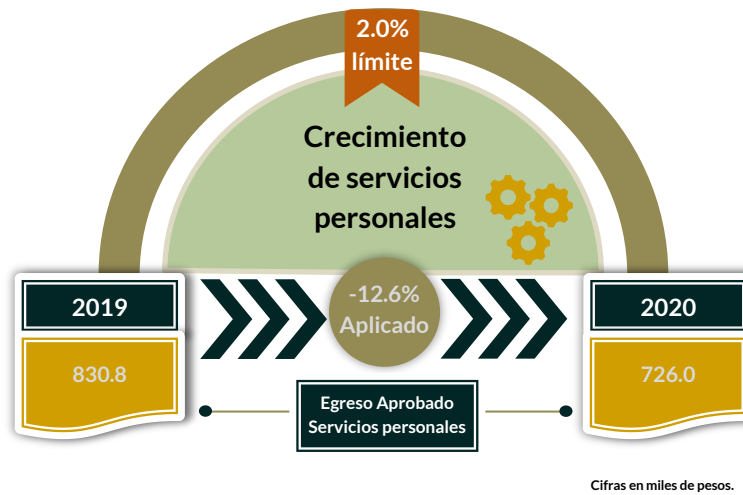 2.0%
límite
Crecimiento
de servicios
personales
2019
-12.6%
Aplicado
2020
830.8
726.0
Egreso Aprobado
Servicios personales
Cifras en miles de pesos.